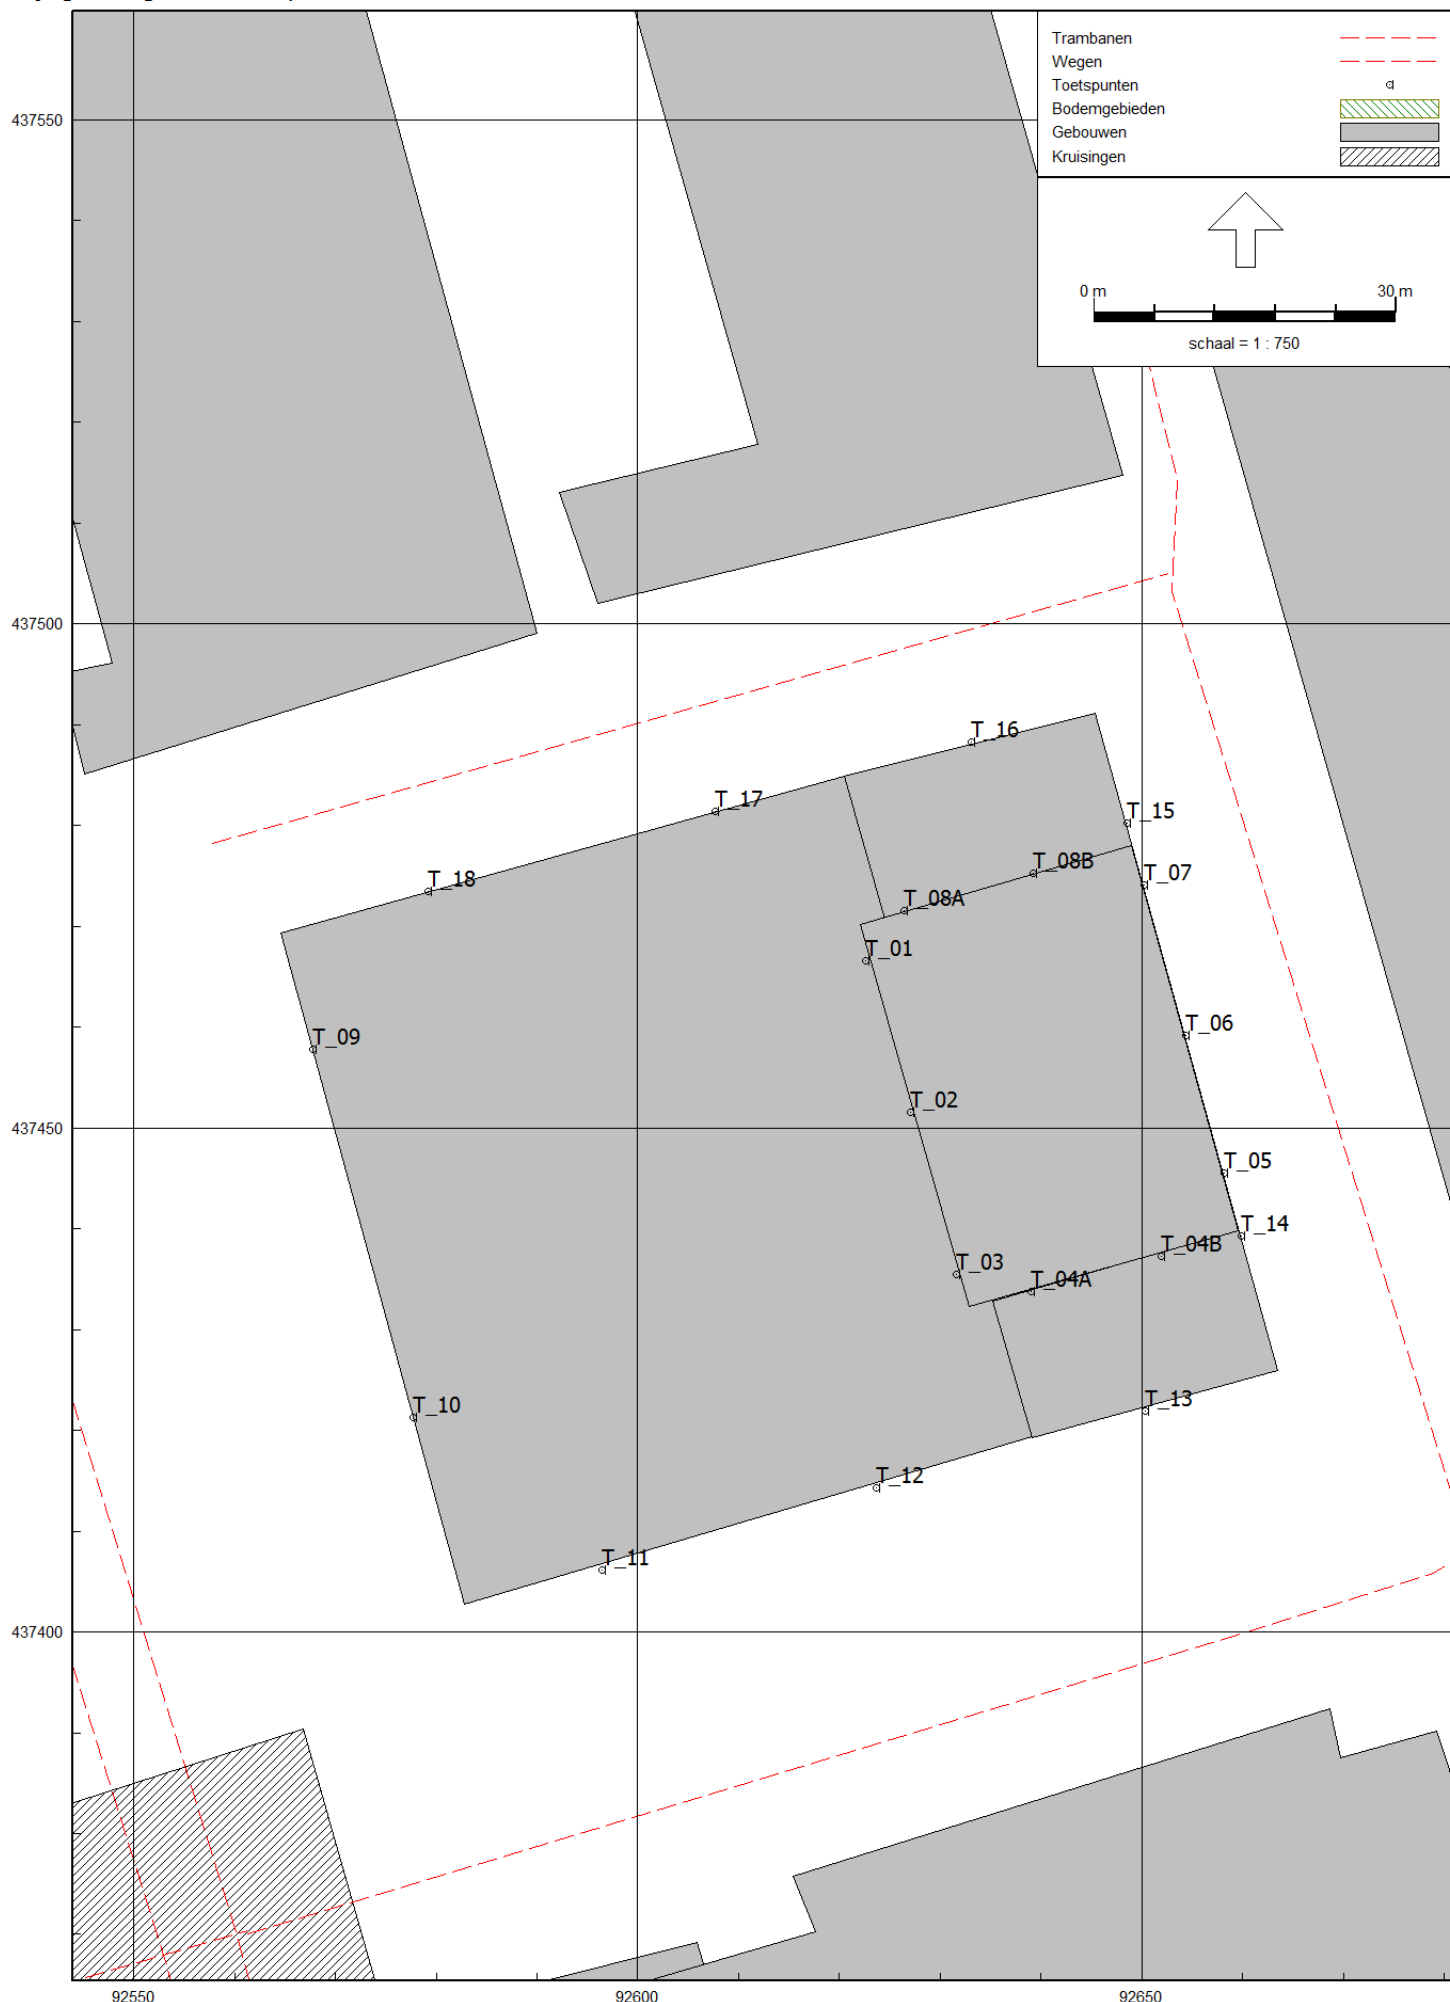 Trambanen
Wegen
Toetspunten
Bodemgebieden
Gebouwen
Kruisingen
0 m 30 m
schaal = 1 : 750
437550
437500
437450
437400
T_16
T_17
T_15
T_18
T_08B
T_07
T_08A
T_01
T_09
T_06
T_02
T_05
T_14
T_04B
T_03
T_04A
T_10
T_13
T_12
T_11
92550 92600 92650